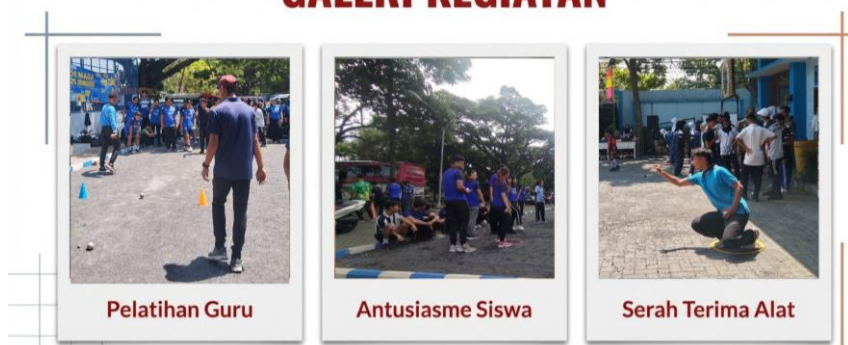 GALERI KEGIATAN
Pelatihan Guru
Antusiasme Siswa
Serah Terima Alat